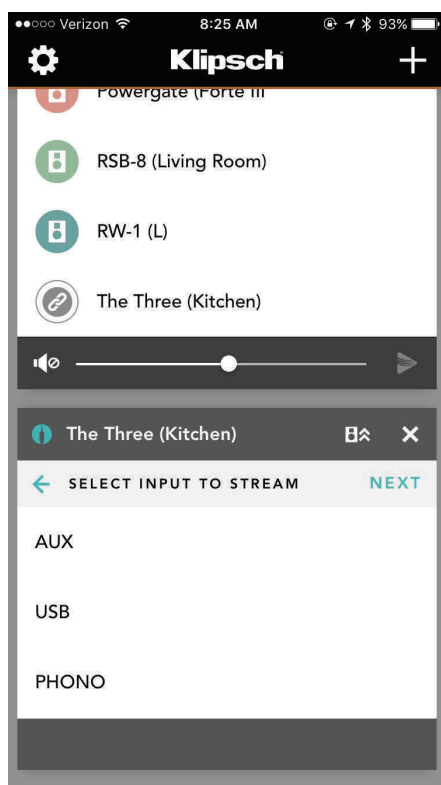 Verizon 8:25 AM 93%
Klipsch
Powergate (Forte III
RSB-8 (Living Room)
RW-1 (L)
The Three (Kitchen)
The Three (Kitchen)
SELECT INPUT TO STREAM NEXT
AUX
USB
PHONO